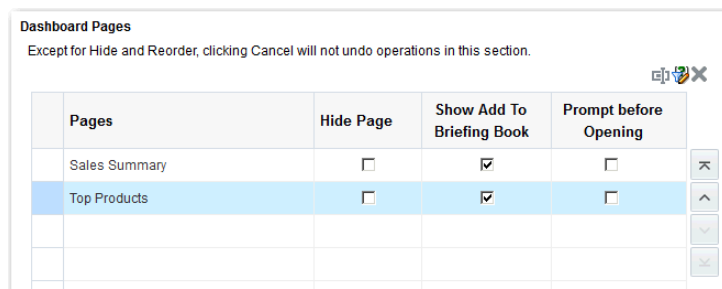 Dashboard Pages
Except for Hide and Reorder, clicking Cancel will not undo operations in this section.
Pages
Hide Page
Show Add To
Briefing Book
Prompt before
Opening
Sales Summary
Top Products